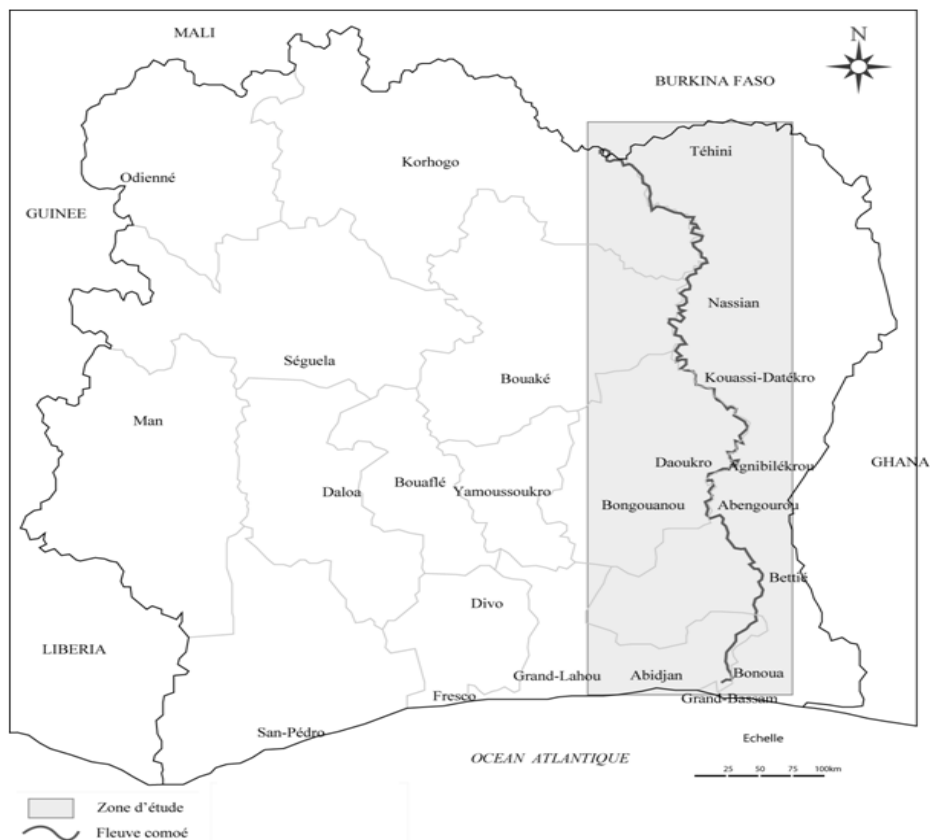 MALI
N
BURKINA FASO
Téhini
Korhogo
Odienné
GUINEE
Nassian
Séguela
Bouaké
Kouassi-Datékro
Man
Daoukro
Agnibilékrou
GHANA
Bouaflé
Daloa
Yamoussoukro
Bongouanou
Abengourou
Bettié
Divo
LIBERIA
Grand-Lahou
Abidjan
Bonoua
Fresco
Grand-Bassam
San-Pédro
Echelle
OCEAN ATLANTIQUE
25 50 75 100km
Zone d'étude
Fleuve comoé